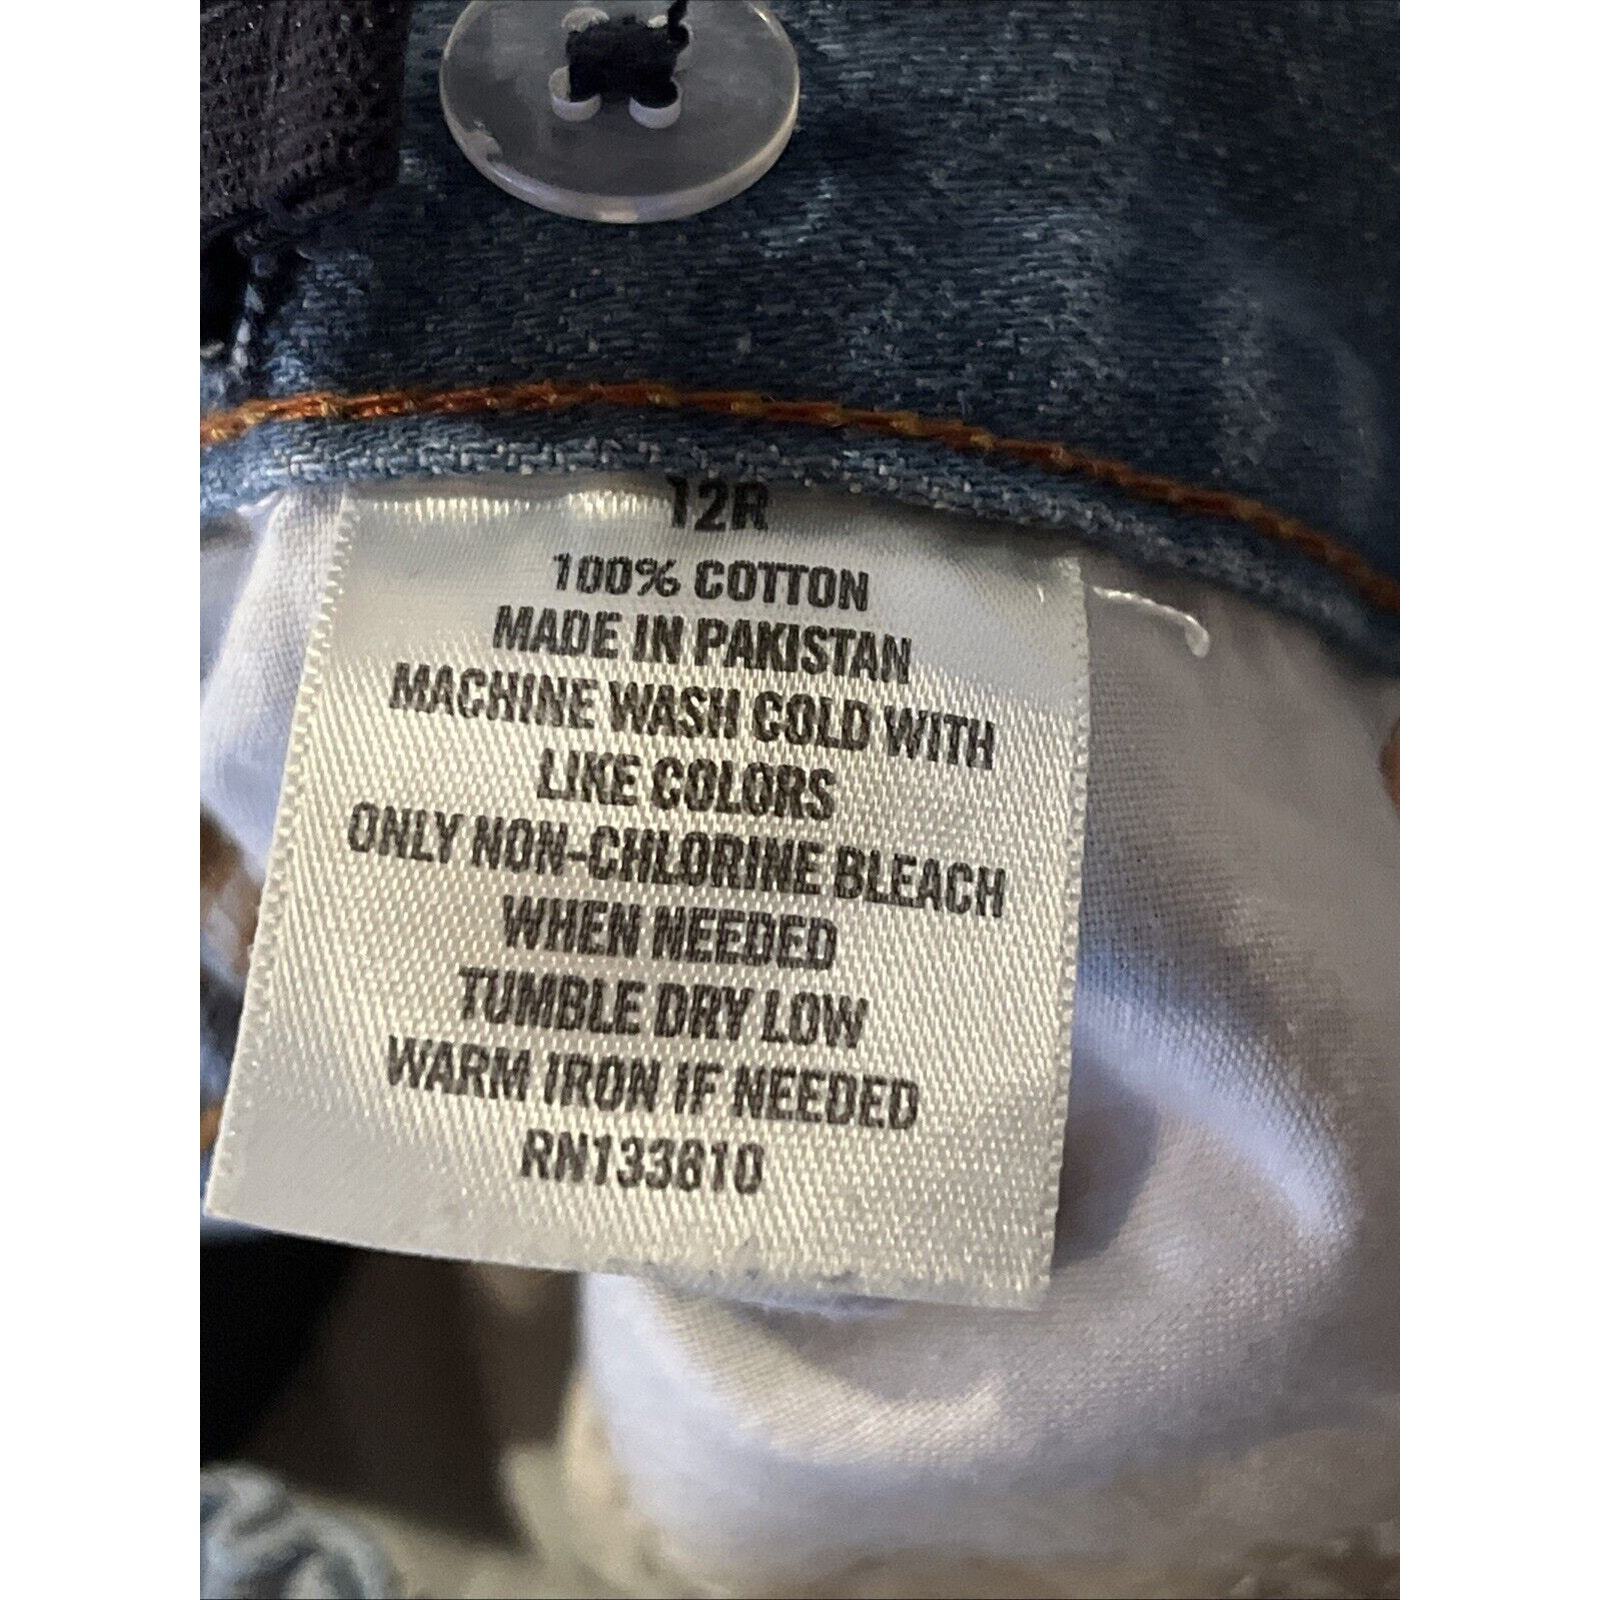 12R
100% COTTON
MADE IN PAKISTAN
MACHINE WASH COLD WITH
LIKE COLORS
ONLY NON-CHLORINE BLEACH
WHEN NEEDED
TUMBLE DRY LOW
WARM IRON IF NEEDED
RN133610